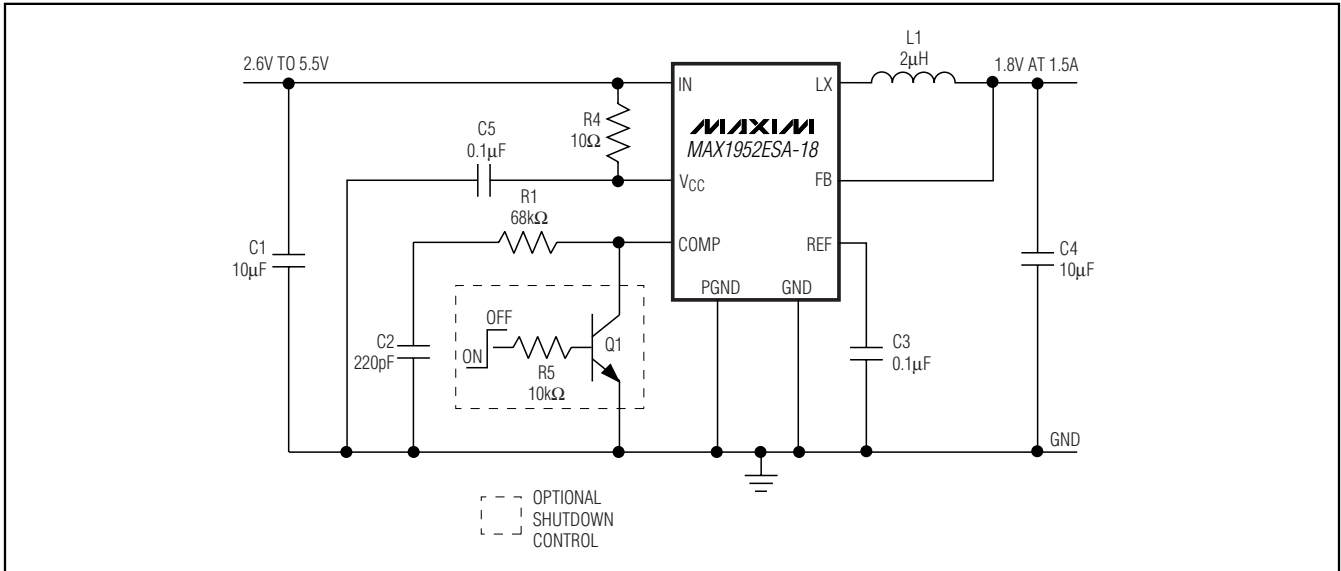 L1
2µH
2.6V TO 5.5V
1.8V AT 1.5A
IN
LX
MAXIM
MAX1952ESA-18
R4
10Ω
C5
0.1µF
VCC
FB
R1
68kΩ
COMP
REF
C1
10µF
C4
10µF
PGND
GND
OFF
ON
Q1
C2
220pF
R5
10kΩ
C3
0.1µF
GND
OPTIONAL
SHUTDOWN
CONTROL